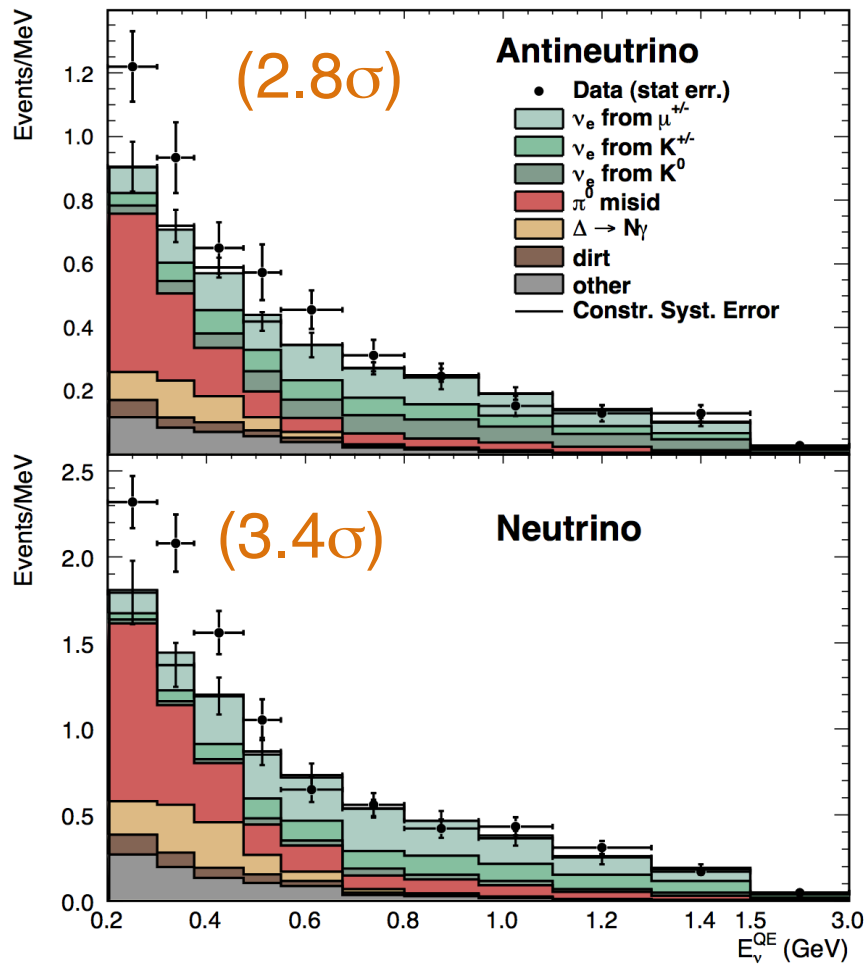 Events/MeV
1.2
1.0
0.8
0.6
0.4
0.2
(2.8σ)
Antineutrino
Data (stat err.)
νe from μ+/-
νe from K+/-
νe from K0
π0 misid
Δ → Nγ
dirt
other
Constr. Syst. Error
Events/MeV
2.5
2.0
1.5
1.0
0.5
0.0
(3.4σ)
Neutrino
0.2 0.4 0.6 0.8 1.0 1.2 1.4 1.5 3.0
EνQE (GeV)